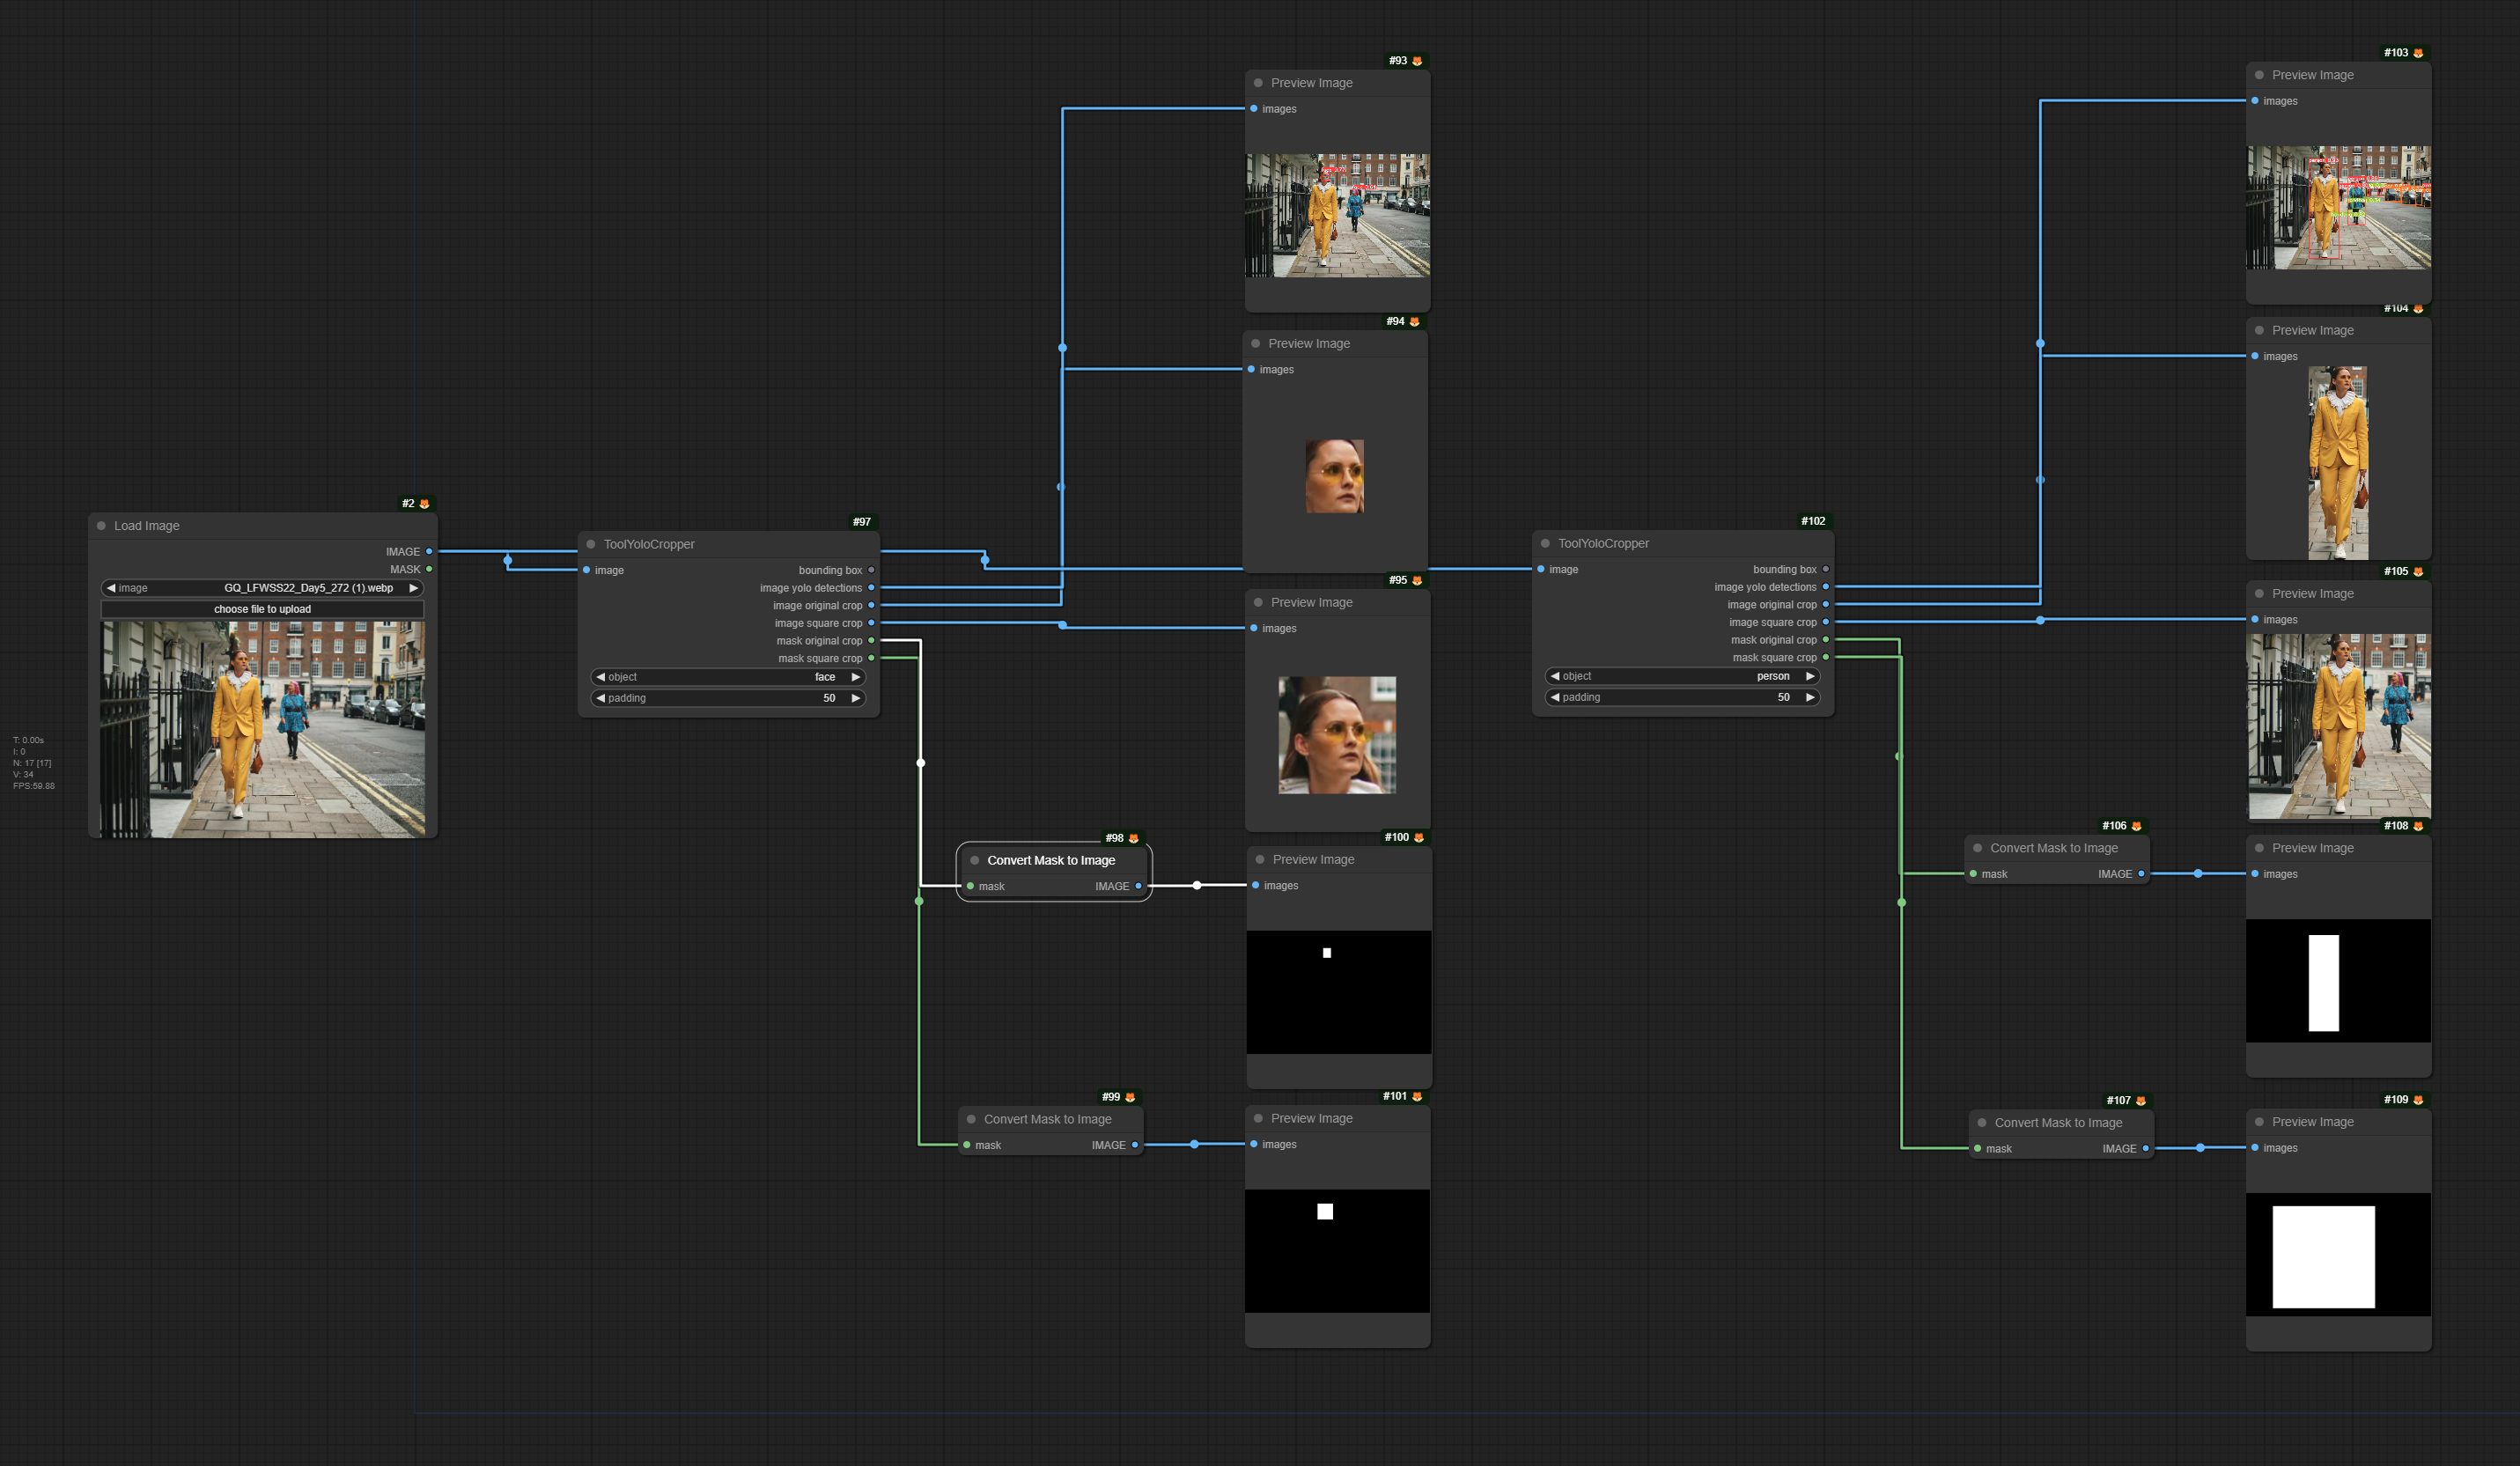 #2
Load Image
IMAGE
MASK
image GQ_LFWSS22_Day5_272 (1).webp
choose file to upload
T: 0.00s
I: 0
N: 17 [17]
V: 34
FPS:59.88
#97
ToolYoloCropper
image
bounding box
image yolo detections
image original crop
image square crop
mask original crop
mask square crop
object face
padding 50
#93
Preview Image
images
#94
Preview Image
images
#95
Preview Image
images
#98
Convert Mask to Image
mask IMAGE
#100
Preview Image
images
#99
Convert Mask to Image
mask IMAGE
#101
Preview Image
images
#102
ToolYoloCropper
image
bounding box
image yolo detections
image original crop
image square crop
mask original crop
mask square crop
object person
padding 50
#103
Preview Image
images
#104
Preview Image
images
#105
Preview Image
images
#106
Convert Mask to Image
mask IMAGE
#108
Preview Image
images
#107
Convert Mask to Image
mask IMAGE
#109
Preview Image
images